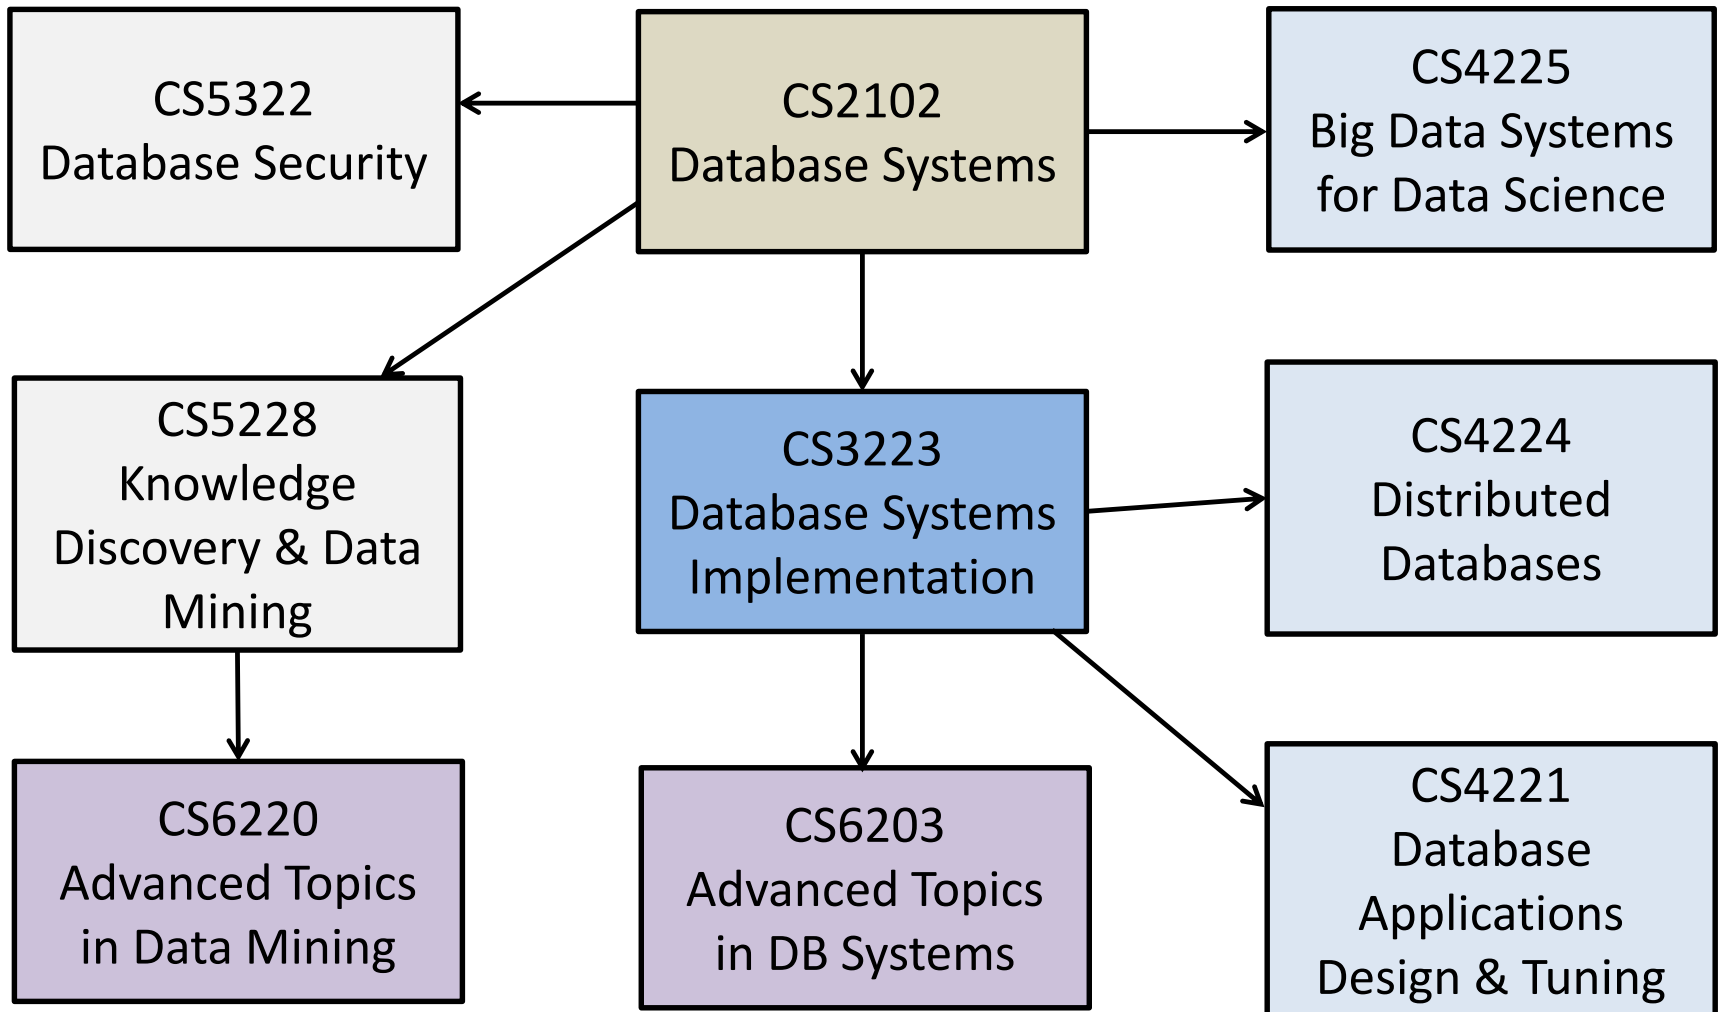 CS5322
Database Security
CS2102
Database Systems
CS4225
Big Data Systems
for Data Science
CS5228
Knowledge
Discovery & Data
Mining
CS3223
Database Systems
Implementation
CS4224
Distributed
Databases
CS6220
Advanced Topics
in Data Mining
CS6203
Advanced Topics
in DB Systems
CS4221
Database
Applications
Design & Tuning